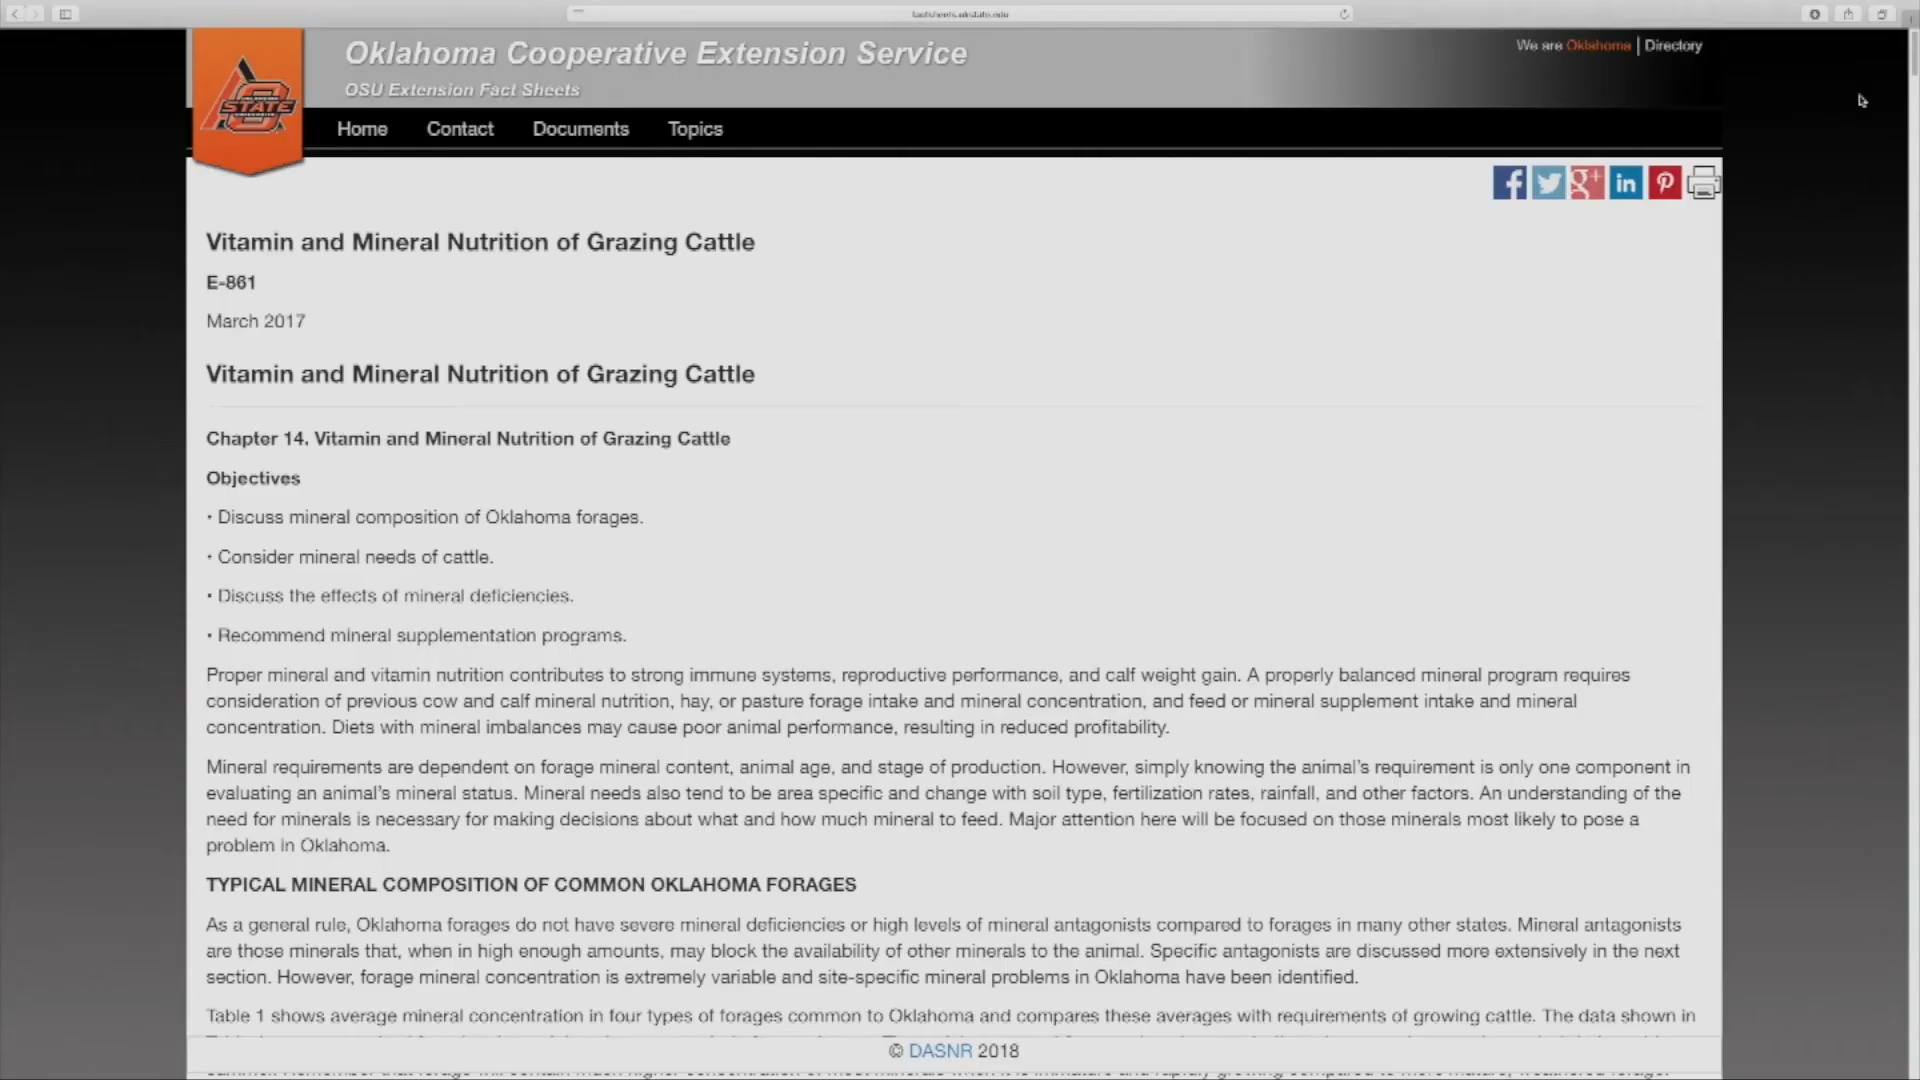 factsheets.okstate.edu
Oklahoma Cooperative Extension Service
We are Oklahoma | Directory
OSU Extension Fact Sheets
STATE
Home Contact Documents Topics
Vitamin and Mineral Nutrition of Grazing Cattle
E-861
March 2017
Vitamin and Mineral Nutrition of Grazing Cattle
Chapter 14. Vitamin and Mineral Nutrition of Grazing Cattle
Objectives
• Discuss mineral composition of Oklahoma forages.
• Consider mineral needs of cattle.
• Discuss the effects of mineral deficiencies.
• Recommend mineral supplementation programs.
Proper mineral and vitamin nutrition contributes to strong immune systems, reproductive performance, and calf weight gain. A properly balanced mineral program requires
consideration of previous cow and calf mineral nutrition, hay, or pasture forage intake and mineral concentration, and feed or mineral supplement intake and mineral
concentration. Diets with mineral imbalances may cause poor animal performance, resulting in reduced profitability.
Mineral requirements are dependent on forage mineral content, animal age, and stage of production. However, simply knowing the animal's requirement is only one component in
evaluating an animal's mineral status. Mineral needs also tend to be area specific and change with soil type, fertilization rates, rainfall, and other factors. An understanding of the
need for minerals is necessary for making decisions about what and how much mineral to feed. Major attention here will be focused on those minerals most likely to pose a
problem in Oklahoma.
TYPICAL MINERAL COMPOSITION OF COMMON OKLAHOMA FORAGES
As a general rule, Oklahoma forages do not have severe mineral deficiencies or high levels of mineral antagonists compared to forages in many other states. Mineral antagonists
are those minerals that, when in high enough amounts, may block the availability of other minerals to the animal. Specific antagonists are discussed more extensively in the next
section. However, forage mineral concentration is extremely variable and site-specific mineral problems in Oklahoma have been identified.
Table 1 shows average mineral concentration in four types of forages common to Oklahoma and compares these averages with requirements of growing cattle. The data shown in
© DASNR 2018